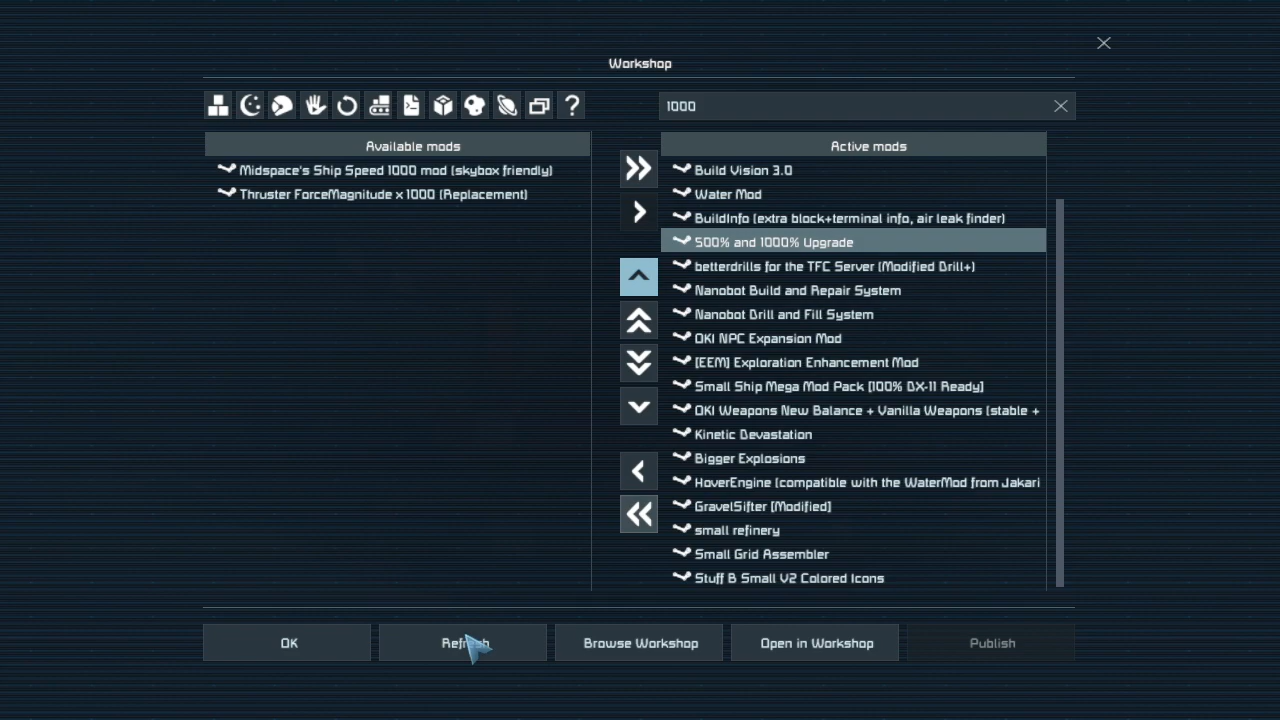 Workshop
1000
Available mods
Midspace's Ship Speed 1000 mod (skybox friendly)
Thruster ForceMagnitude x 1000 (Replacement)
Active mods
Build Vision 3.0
Water Mod
BuildInfo (extra block+terminal info, air leak finder)
500% and 1000% Upgrade
betterdrills for the TFC Server (Modified Drill+)
Nanobot Build and Repair System
Nanobot Drill and Fill System
OKI NPC Expansion Mod
[EEM] Exploration Enhancement Mod
Small Ship Mega Mod Pack [100% DX-11 Ready]
OKI Weapons New Balance + Vanilla Weapons (stable +
Kinetic Devastation
Bigger Explosions
HoverEngine (compatible with the WaterMod from Jakari
GravelSifter [Modified]
small refinery
Small Grid Assembler
Stuff B Small V2 Colored Icons
OK
Refresh
Browse Workshop
Open in Workshop
Publish